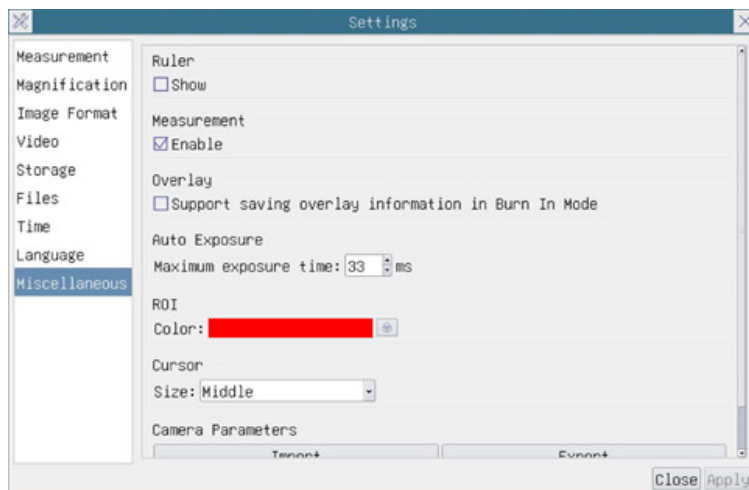 Settings
Measurement
Magnification
Image Format
Video
Storage
Files
Time
Language
Miscellaneous
Ruler
Show
Measurement
Enable
Overlay
Support saving overlay information in Burn In Mode
Auto Exposure
Maximum exposure time: 33 ms
ROI
Color:
Cursor
Size: Middle
Camera Parameters
Import Export
Close Apply